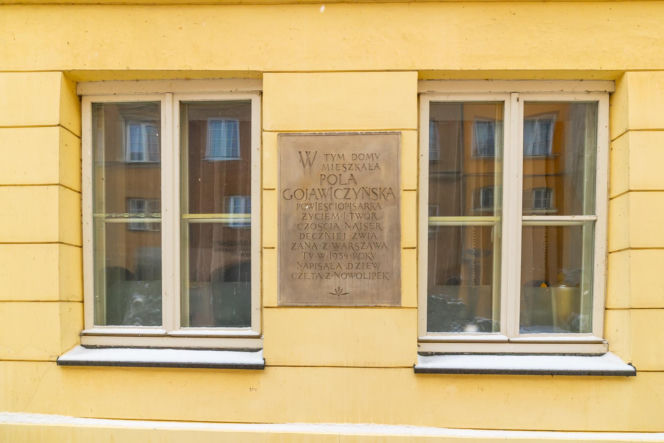 W TYM DOMU
MIESZKAŁA
POLA
GOJAWICZYŃSKA
POWIEŚCIOPISARKA
ŻYCIEM I TWÓR
CZOŚCIĄ NAJSER
DECZNIEJ ZWIĄ
ZANA Z WARSZAWĄ
TU W 1934 ROKU
NAPISAŁA DZIEW
CZĘTA Z NOWOLIPEK